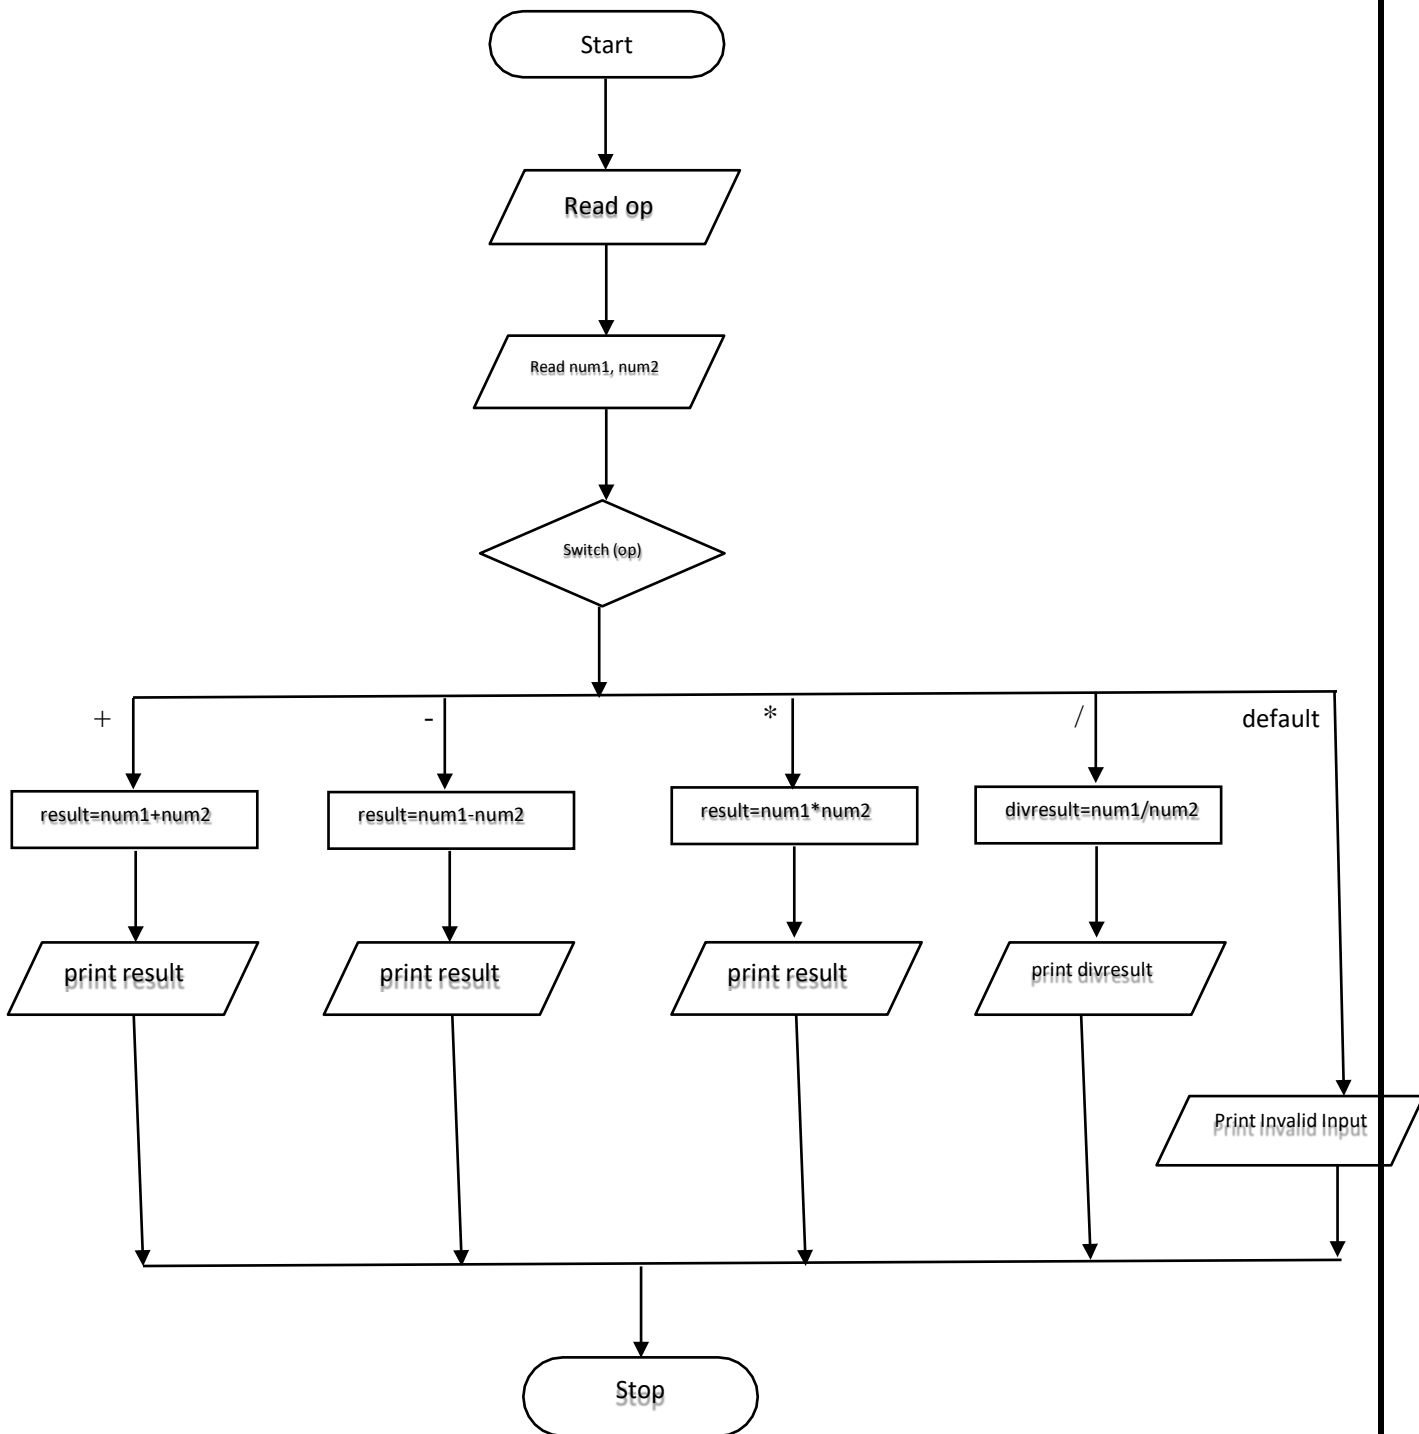 Start
Read op
Read num1, num2
Switch (op)
+
-
*
/
default
result=num1+num2
result=num1-num2
result=num1*num2
divresult=num1/num2
print result
print result
print result
print divresult
Print Invalid Input
Stop